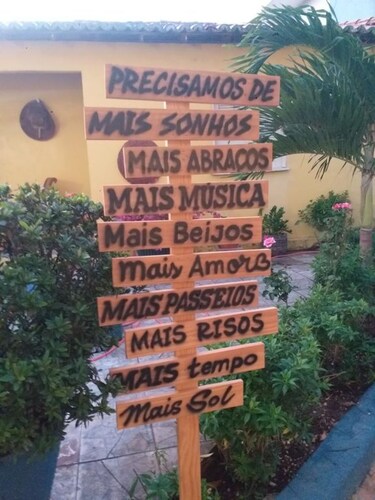 PRECISAMOS DE
MAIS SONHOS
MAIS ABRAÇOS
MAIS MÚSICA
Mais Beijos
Mais Amor
MAIS PASSEIOS
MAIS RISOS
MAIS tempo
Mais Sol